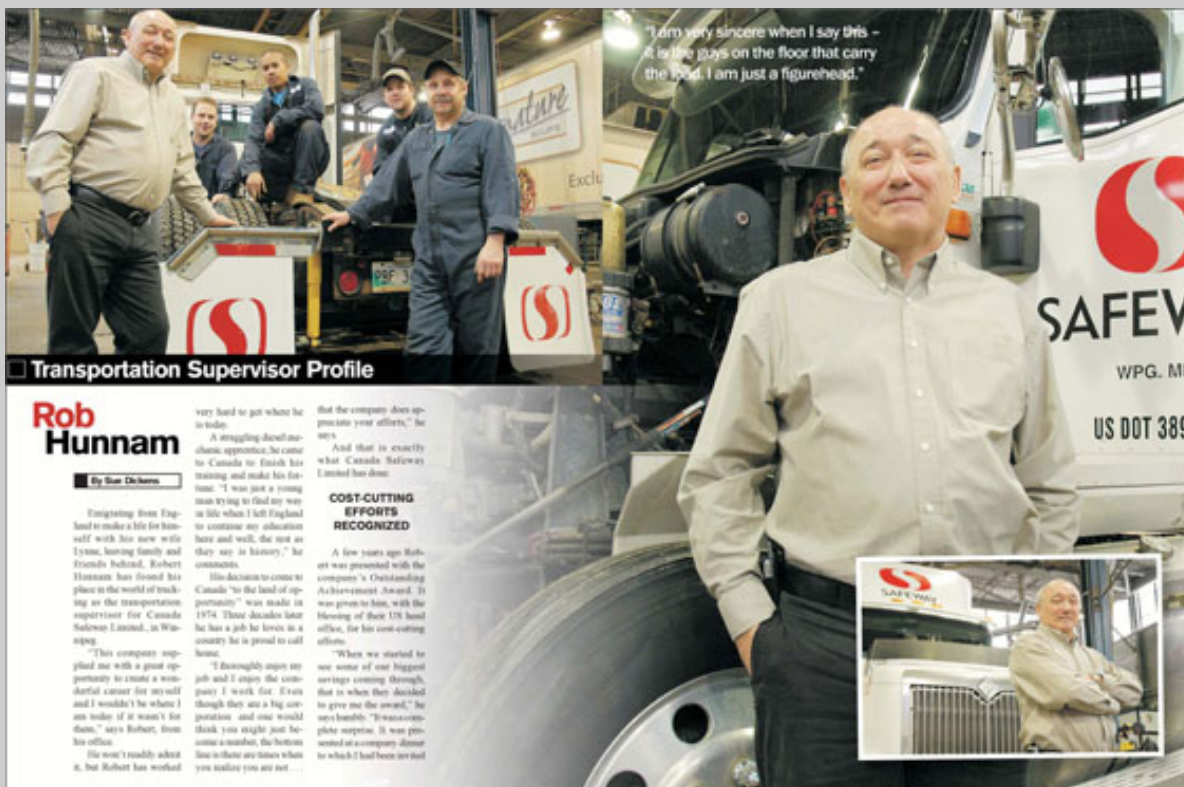 "I am very sincere when I say this –
it is the guys on the floor that carry
the load. I am just a figurehead."
nture
Exclu
Transportation Supervisor Profile
SAFEW
WPG. M
US DOT 389
SAFEWAY
Rob
Hunnam
By Sue Dickens
Emigrating from Eng-
land to make a life for him-
self with his new wife
Lynne, leaving family and
friends behind, Robert
Hunnam has found his
place in the world of truck-
ing as the transportation
supervisor for Canada
Safeway Limited., in Win-
nipeg.
"This company sup-
plied me with a great op-
portunity to create a won-
derful career for myself
and I wouldn't be where I
am today if it wasn't for
them," says Robert, from
his office.
He won't readily admit
it, but Robert has worked
very hard to get where he
is today.
A struggling diesel me-
chanic apprentice, he came
to Canada to finish his
training and make his for-
tune. "I was just a young
man trying to find my way
in life when I left England
to continue my education
here and well, the rest as
they say is history," he
comments.
His decision to come to
Canada "to the land of op-
portunity" was made in
1974. Three decades later
he has a job he loves in a
country he is proud to call
home.
"I thoroughly enjoy my
job and I enjoy the com-
pany I work for. Even
though they are a big cor-
poration and one would
think you might just be-
come a number, the bottom
line is there are times when
you realize you are not . . .
that the company does ap-
preciate your efforts," he
says.
And that is exactly
what Canada Safeway
Limited has done.
COST-CUTTING
EFFORTS
RECOGNIZED
A few years ago Rob-
ert was presented with the
company's Outstanding
Achievement Award. It
was given to him, with the
blessing of their US head
office, for his cost-cutting
efforts.
"When we started to
see some of our biggest
savings coming through,
that is when they decided
to give me the award," he
says humbly. "It was a com-
plete surprise. It was pre-
sented at a company dinner
to which I had been invited